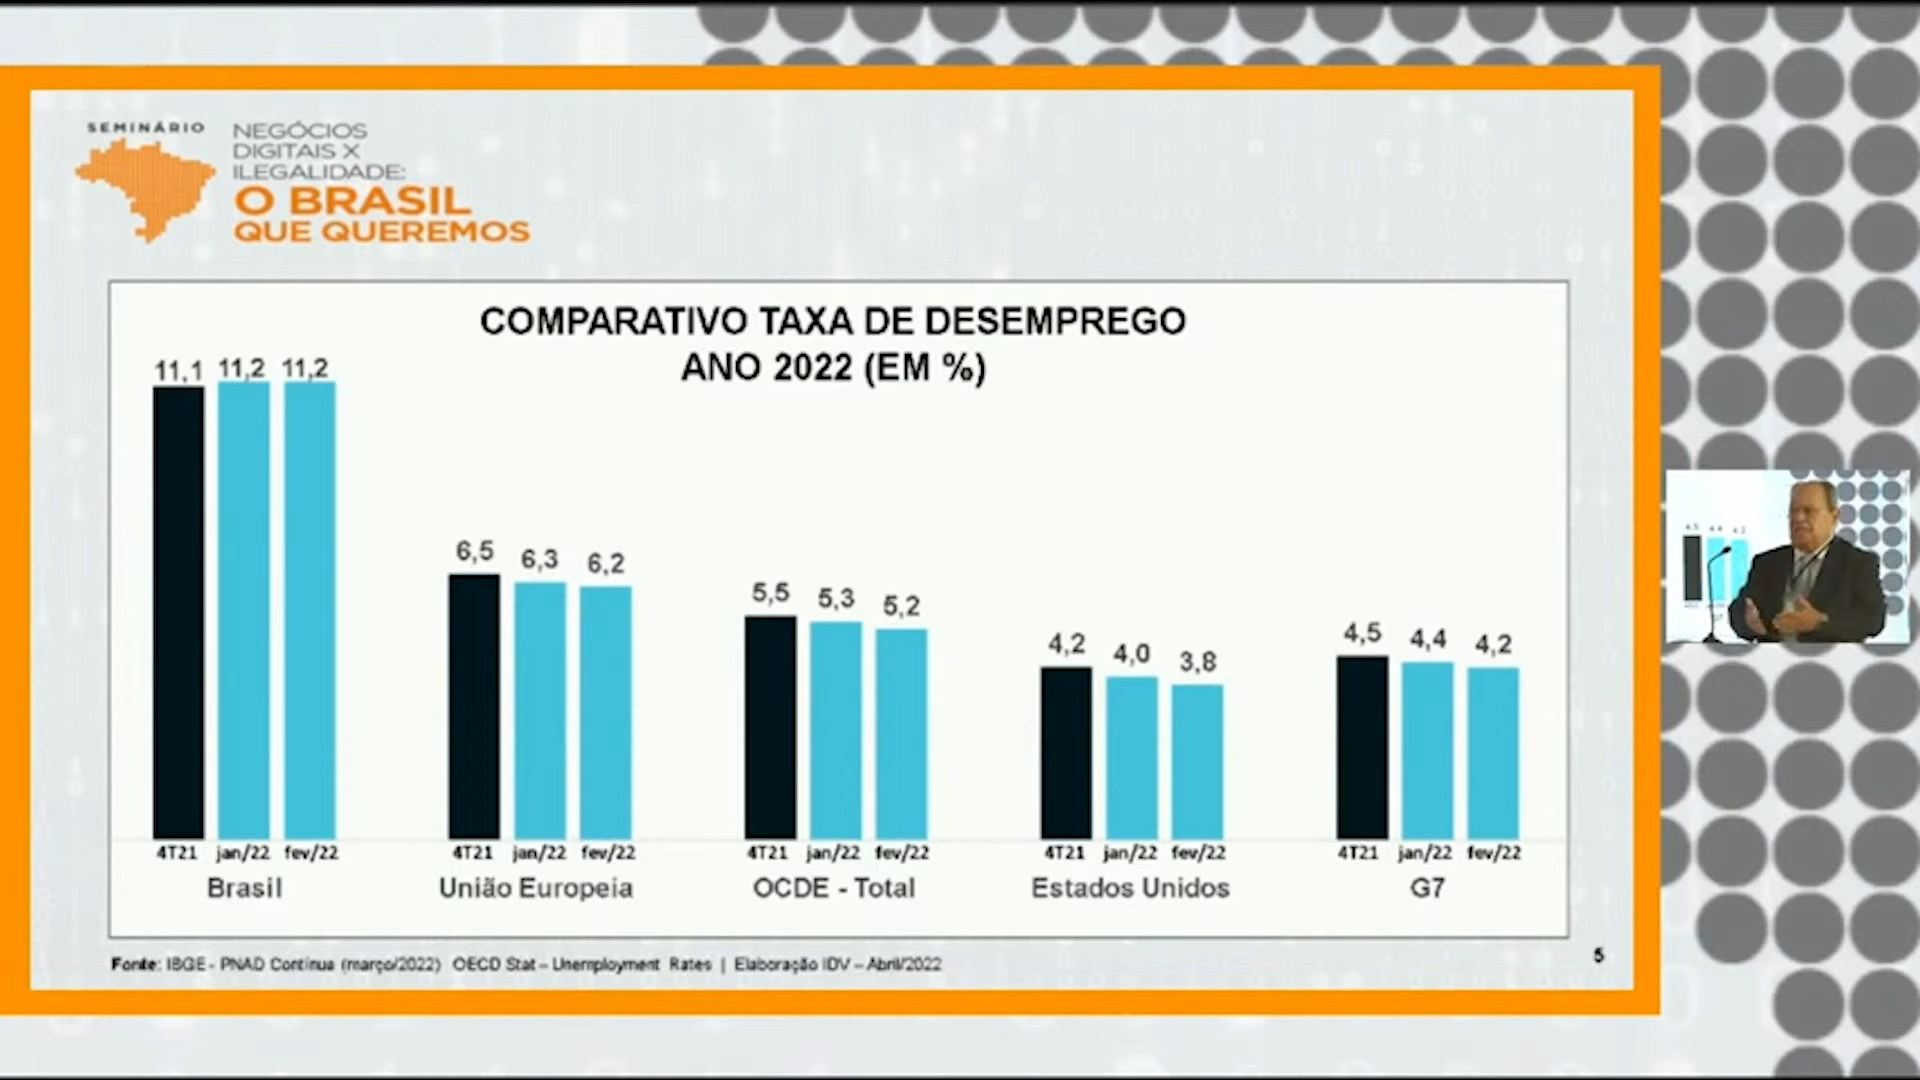 SEMINÁRIO
NEGÓCIOS
DIGITAIS X
ILEGALIDADE:
O BRASIL
QUE QUEREMOS
COMPARATIVO TAXA DE DESEMPREGO
ANO 2022 (EM %)
11,1 11,2 11,2
6,5 6,3 6,2
5,5 5,3 5,2
4,2 4,0 3,8
4,5 4,4 4,2
4T21 jan/22 fev/22
Brasil
4T21 jan/22 fev/22
União Europeia
4T21 jan/22 fev/22
OCDE - Total
4T21 jan/22 fev/22
Estados Unidos
4T21 jan/22 fev/22
G7
Fonte: IBGE - PNAD Contínua (março/2022) OECD Stat – Unemployment Rates | Elaboração IDV – Abril/2022
5